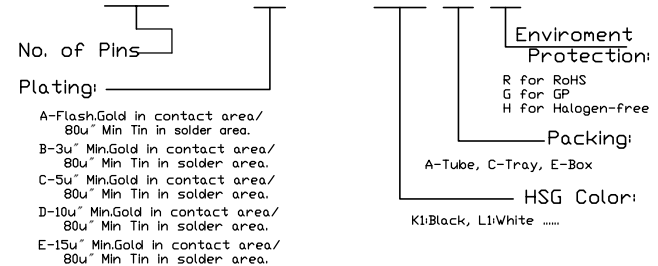 No. of Pins
Plating:
A-Flash.Gold in contact area/
80u" Min Tin in solder area.
B-3u" Min.Gold in contact area/
80u" Min Tin in solder area.
C-5u" Min.Gold in contact area/
80u" Min Tin in solder area.
D-10u" Min.Gold in contact area/
80u" Min Tin in solder area.
E-15u" Min.Gold in contact area/
80u" Min Tin in solder area.
Enviroment
Protection:
R for RoHS
G for GP
H for Halogen-free
Packing:
A-Tube, C-Tray, E-Box
HSG Color:
K1:Black, L1:White ......